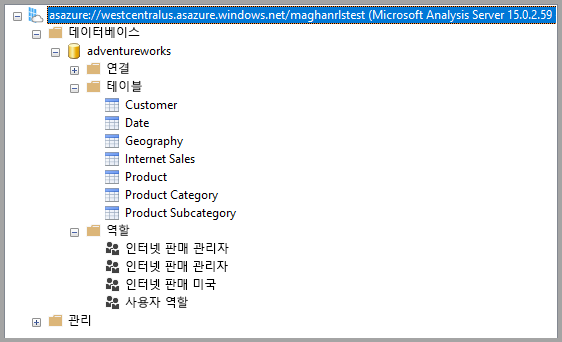 asazure://westcentralus.asazure.windows.net/maghanrlstest (Microsoft Analysis Server 15.0.2.59
데이터베이스
adventureworks
연결
테이블
Customer
Date
Geography
Internet Sales
Product
Product Category
Product Subcategory
역할
인터넷 판매 관리자
인터넷 판매 관리자
인터넷 판매 미국
사용자 역할
관리